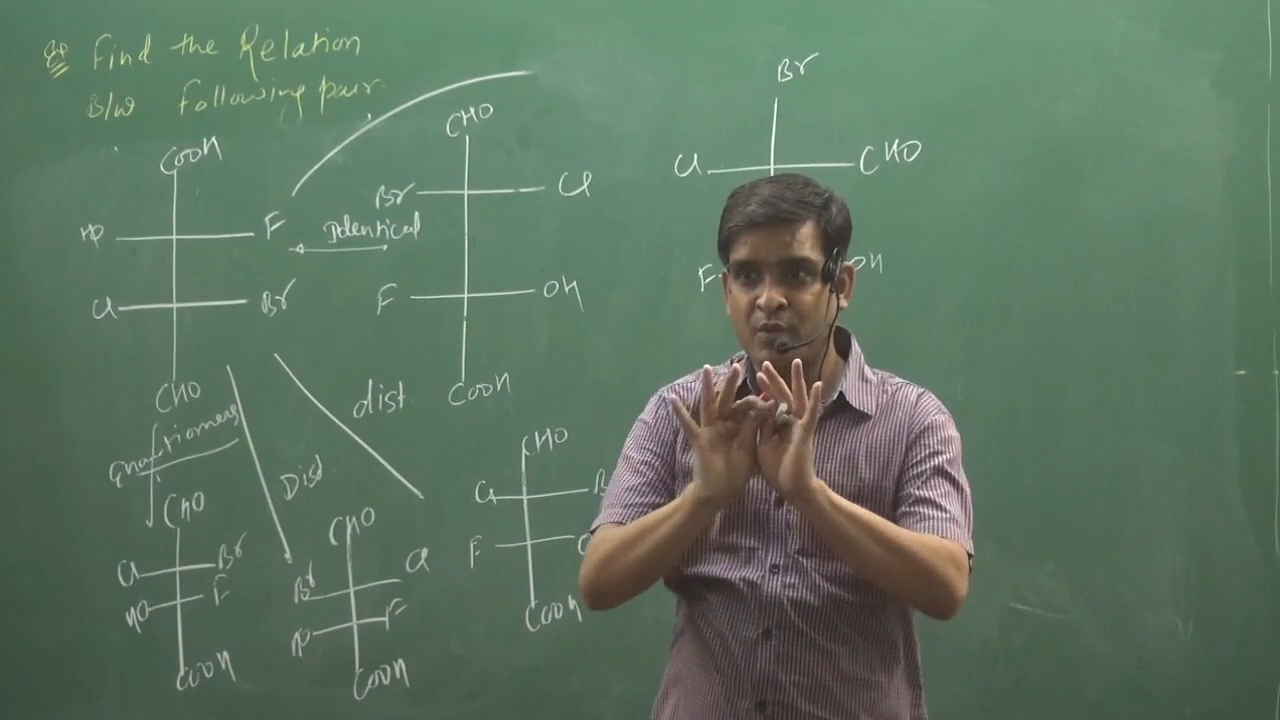 Q Find the Relation
B/w Following pair.
COOH
HO F
Cl Br
CHO
Identical
CHO
Br Cl
F OH
COOH
Br
Cl CHO
F OH
Enantiomers
Dist
dist.
CHO
Cl Br
HO F
COOH
CHO
Br Cl
HO F
COOH
CHO
Cl B
F
COOH